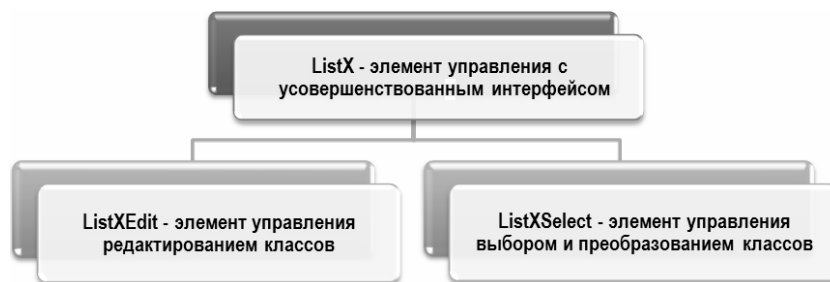 ListX - элемент управления с
усовершенствованным интерфейсом
ListXEdit - элемент управления
редактированием классов
ListXSelect - элемент управления
выбором и преобразованием классов